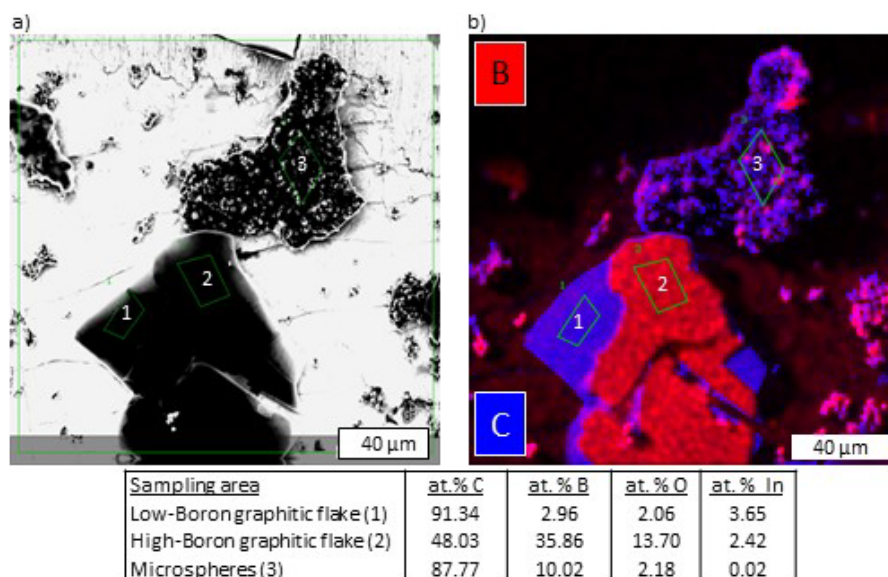 a)
b)
B
3
3
2
2
1
1
C
40 µm
40 µm
Sampling area at.% C at.% B at.% O at.% In
Low-Boron graphitic flake (1) 91.34 2.96 2.06 3.65
High-Boron graphitic flake (2) 48.03 35.86 13.70 2.42
Microspheres (3) 87.77 10.02 2.18 0.02